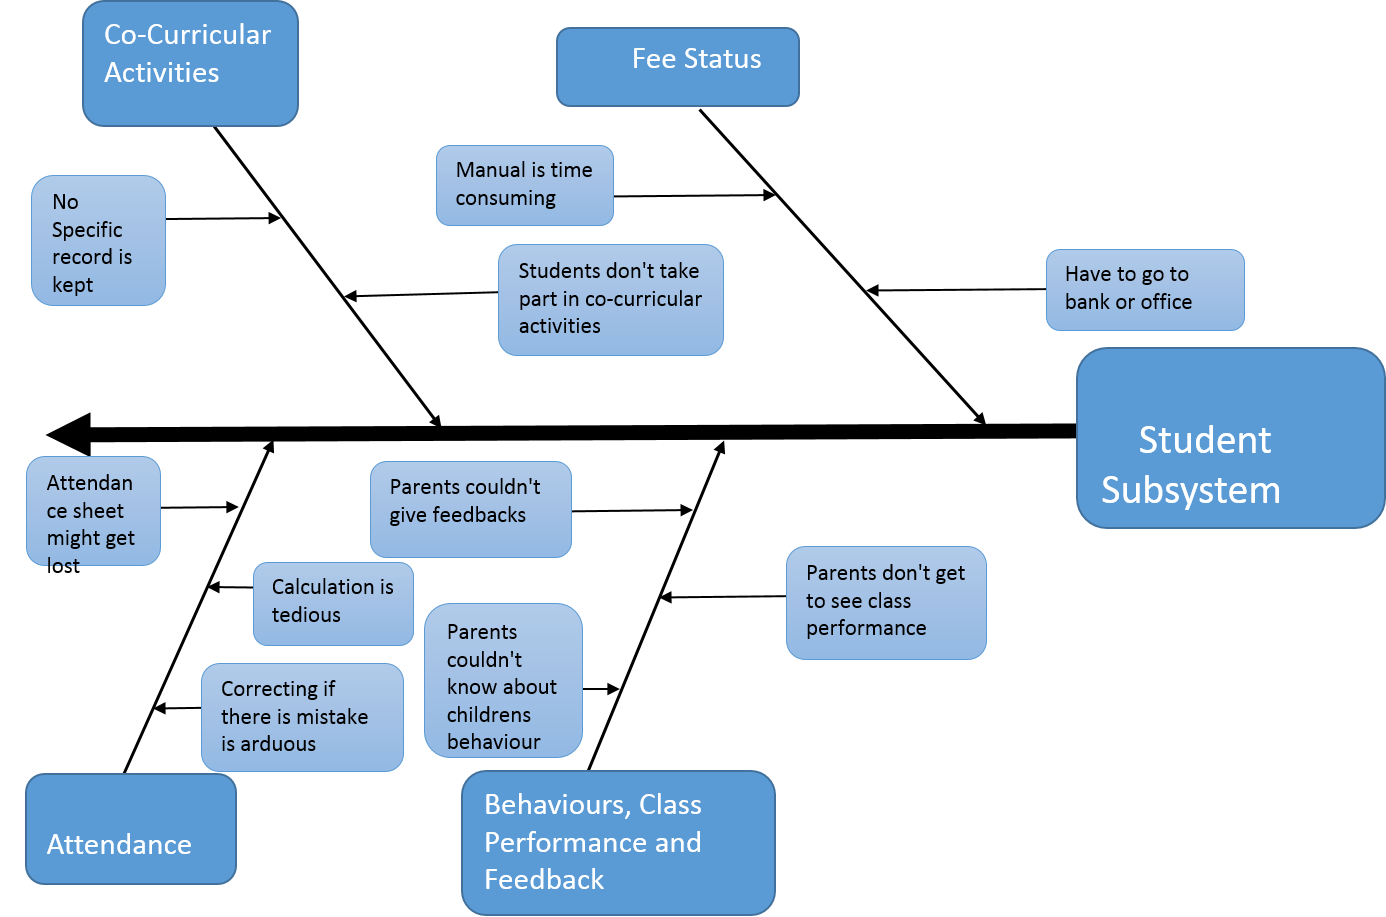 Co-Curricular
Activities
Fee Status
Manual is time
consuming
No
Specific
record is
kept
Students don't take
part in co-curricular
activities
Have to go to
bank or office
Student
Subsystem
Attendan
ce sheet
might get
lost
Parents couldn't
give feedbacks
Calculation is
tedious
Parents don't get
to see class
performance
Parents
couldn't
know about
childrens
behaviour
Correcting if
there is mistake
is arduous
Attendance
Behaviours, Class
Performance and
Feedback